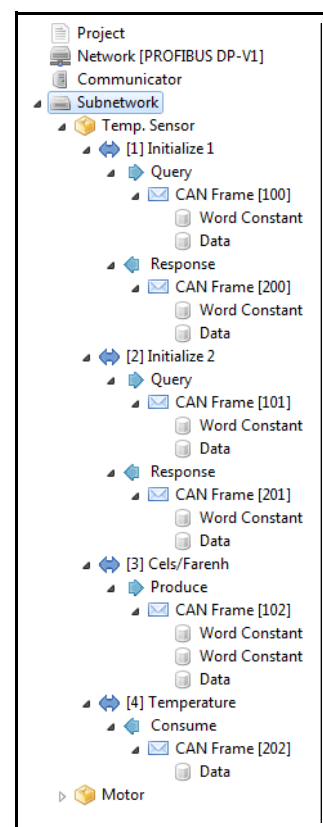 Project
Network [PROFIBUS DP-V1]
Communicator
Subnetwork
Temp. Sensor
[1] Initialize 1
Query
CAN Frame [100]
Word Constant
Data
Response
CAN Frame [200]
Word Constant
Data
[2] Initialize 2
Query
CAN Frame [101]
Word Constant
Data
Response
CAN Frame [201]
Word Constant
Data
[3] Cels/Farenh
Produce
CAN Frame [102]
Word Constant
Word Constant
Data
[4] Temperature
Consume
CAN Frame [202]
Data
Motor